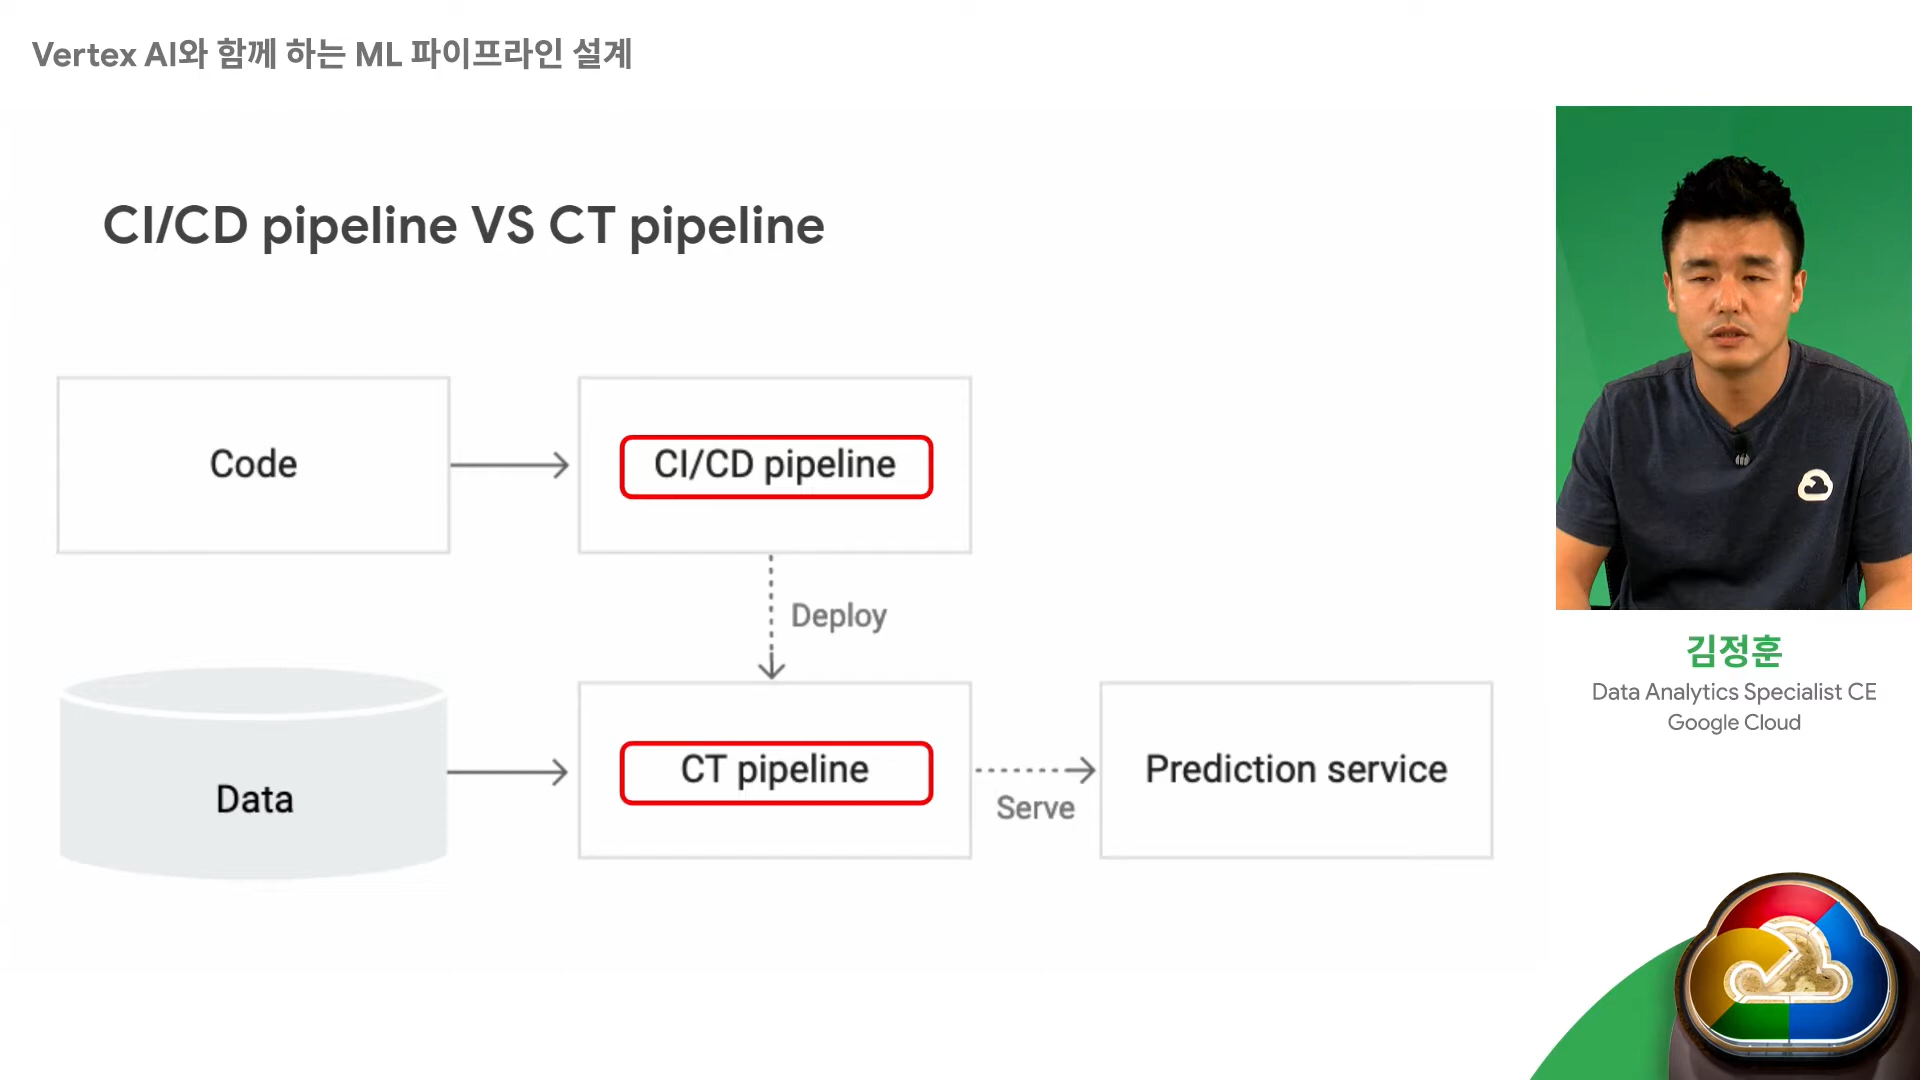 Vertex AI와 함께 하는 ML 파이프라인 설계
CI/CD pipeline VS CT pipeline
Code
CI/CD pipeline
Deploy
Data
CT pipeline
Serve
Prediction service
김정훈
Data Analytics Specialist CE
Google Cloud